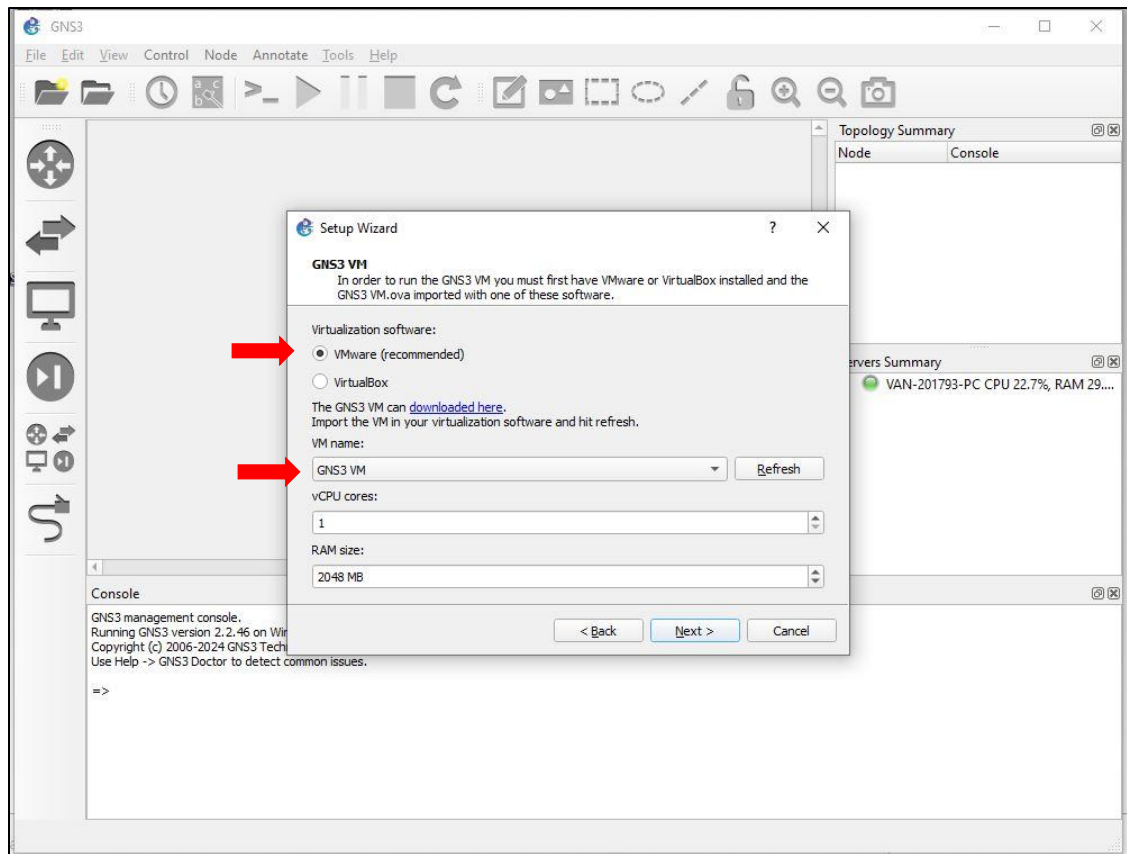 GNS3
File Edit View Control Node Annotate Tools Help
Topology Summary
Node Console
Setup Wizard
GNS3 VM
In order to run the GNS3 VM you must first have VMware or VirtualBox installed and the
GNS3 VM.ova imported with one of these software.
Virtualization software:
VMware (recommended)
VirtualBox
The GNS3 VM can downloaded here.
Import the VM in your virtualization software and hit refresh.
VM name:
GNS3 VM Refresh
vCPU cores:
1
RAM size:
2048 MB
< Back Next > Cancel
ervers Summary
VAN-201793-PC CPU 22.7%, RAM 29....
Console
GNS3 management console.
Running GNS3 version 2.2.46 on Wi
Copyright (c) 2006-2024 GNS3 Tech
Use Help -> GNS3 Doctor to detect common issues.
=>